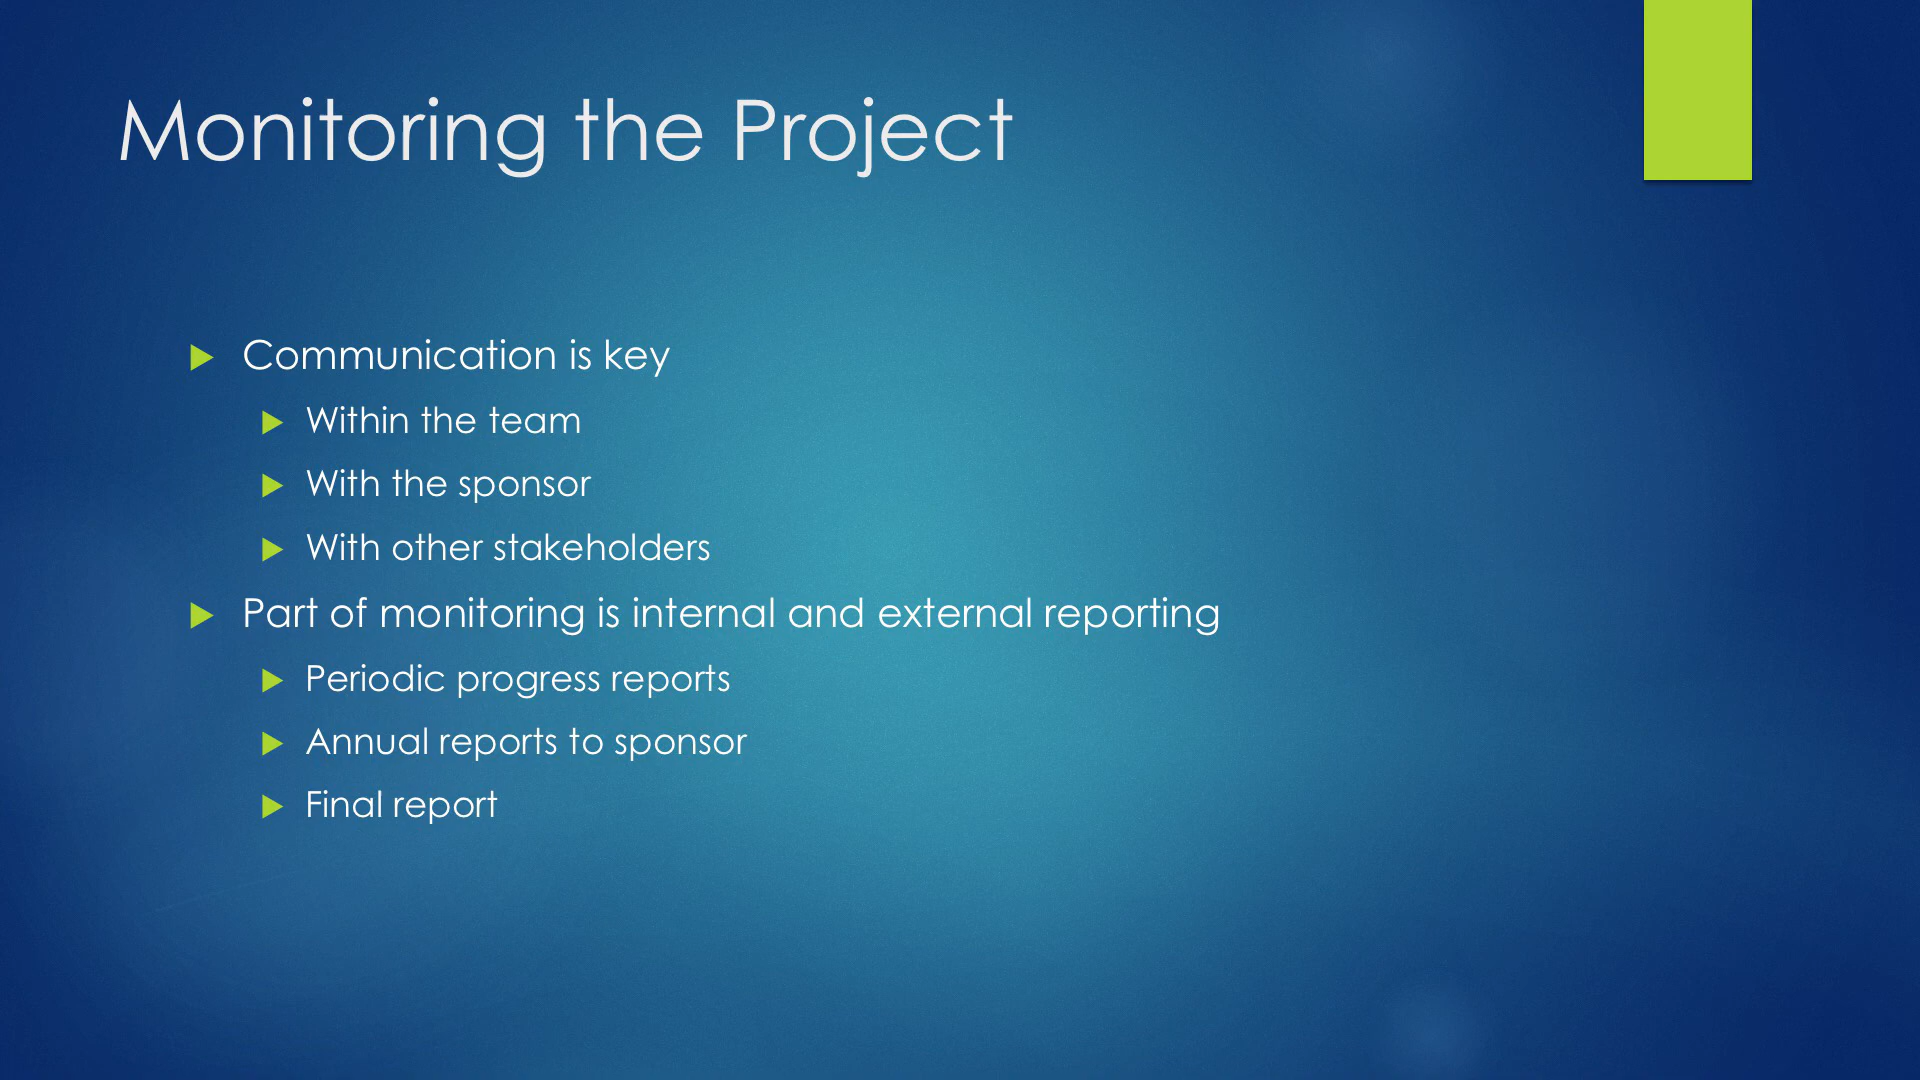 Monitoring the Project
Communication is key
Within the team
With the sponsor
With other stakeholders
Part of monitoring is internal and external reporting
Periodic progress reports
Annual reports to sponsor
Final report